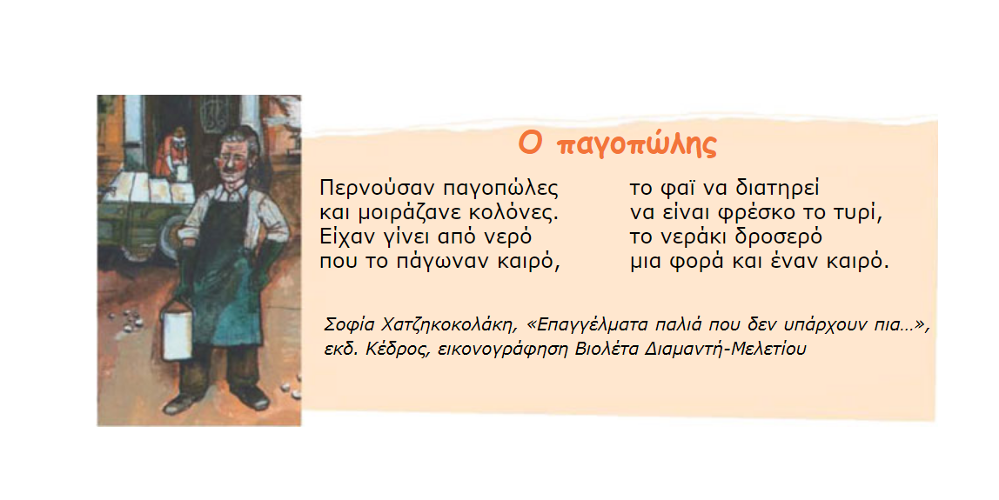 Ο παγοπώλης
Περνούσαν παγοπώλες
και μοιράζανε κολόνες.
Είχαν γίνει από νερό
που το πάγωναν καιρό,
το φαϊ να διατηρεί
να είναι φρέσκο το τυρί,
το νεράκι δροσερό
μια φορά και έναν καιρό.
Σοφία Χατζηκοκολάκη, «Επαγγέλματα παλιά που δεν υπάρχουν πια…»,
εκδ. Κέδρος, εικονογράφηση Βιολέτα Διαμαντή-Μελετίου